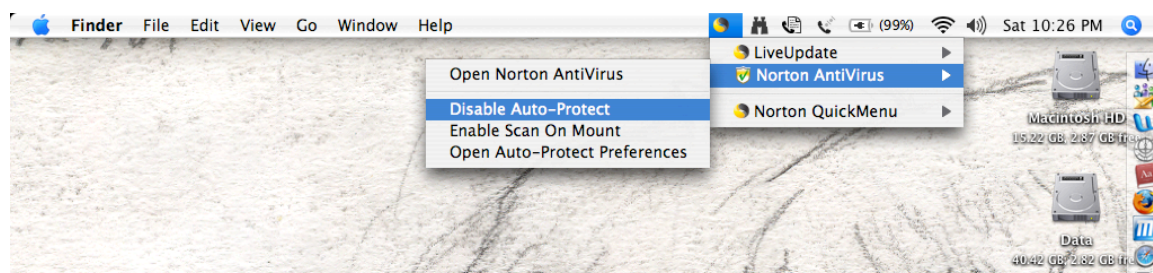 Finder File Edit View Go Window Help (99%) Sat 10:26 PM
LiveUpdate
Norton AntiVirus
Norton QuickMenu
Open Norton AntiVirus
Disable Auto-Protect
Enable Scan On Mount
Open Auto-Protect Preferences
Macintosh HD
15.22 GB, 2.87 GB
Data
40.42 GB, 2.82 GB